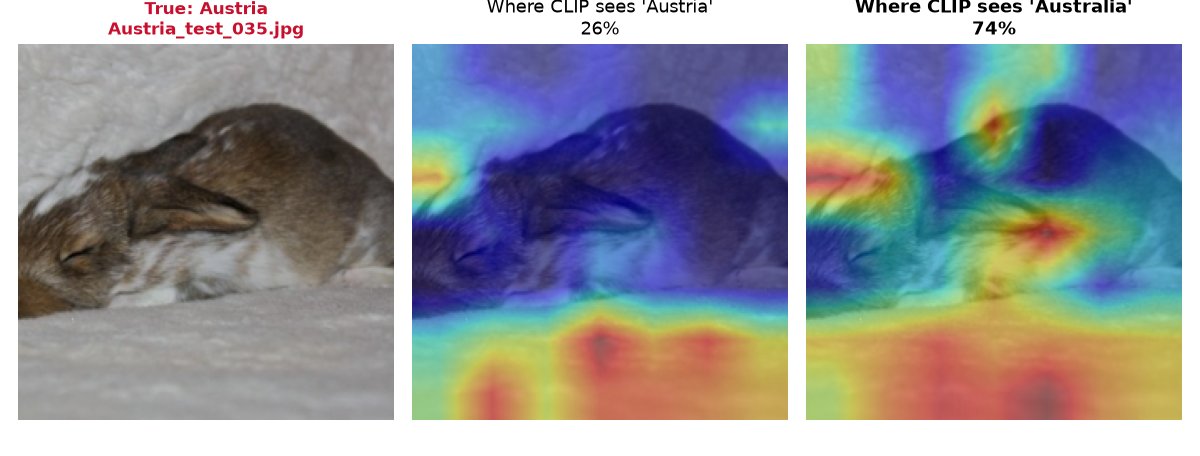 True: Austria
Austria_test_035.jpg
Where CLIP sees 'Austria'
26%
Where CLIP sees 'Australia'
74%